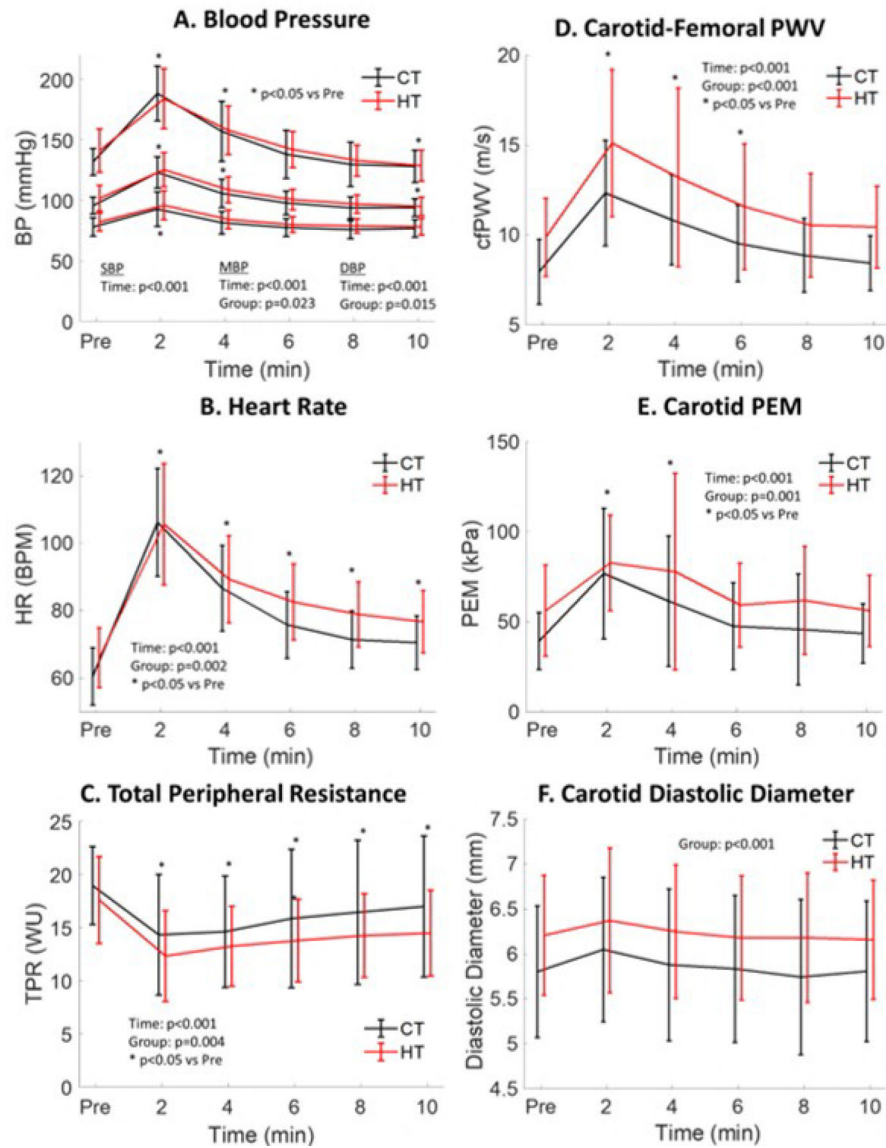 A. Blood Pressure
BP (mmHg)
200
150
100
50
0
* p<0.05 vs Pre
CT
HT
*
*
*
*
*
*
*
SBP
Time: p<0.001
MBP
Time: p<0.001
Group: p=0.023
DBP
Time: p<0.001
Group: p=0.015
Pre 2 4 6 8 10
Time (min)
D. Carotid-Femoral PWV
cfPWV (m/s)
20
15
10
5
Time: p<0.001
Group: p<0.001
* p<0.05 vs Pre
CT
HT
*
*
*
Pre 2 4 6 8 10
Time (min)
B. Heart Rate
HR (BPM)
120
100
80
60
CT
HT
*
*
*
*
*
Time: p<0.001
Group: p=0.002
* p<0.05 vs Pre
Pre 2 4 6 8 10
Time (min)
E. Carotid PEM
PEM (kPa)
150
100
50
0
Time: p<0.001
Group: p=0.001
* p<0.05 vs Pre
CT
HT
*
*
Pre 2 4 6 8 10
Time (min)
C. Total Peripheral Resistance
TPR (WU)
25
20
15
10
5
0
*
*
*
*
*
*
Time: p<0.001
Group: p=0.004
* p<0.05 vs Pre
CT
HT
Pre 2 4 6 8 10
Time (min)
F. Carotid Diastolic Diameter
Diastolic Diameter (mm)
7.5
7
6.5
6
5.5
5
4.5
Group: p<0.001
CT
HT
Pre 2 4 6 8 10
Time (min)